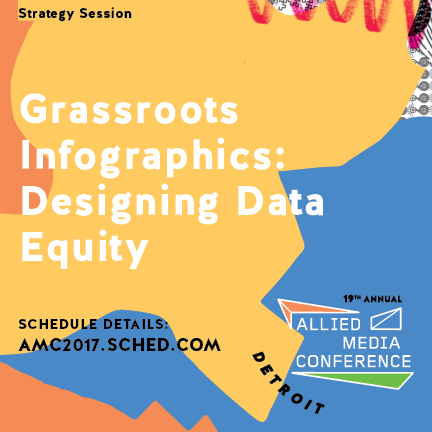 Strategy Session
Grassroots
Infographics:
Designing Data
Equity
SCHEDULE DETAILS:
AMC2017.SCHED.COM
19TH ANNUAL
ALLIED
MEDIA
CONFERENCE
DETROIT